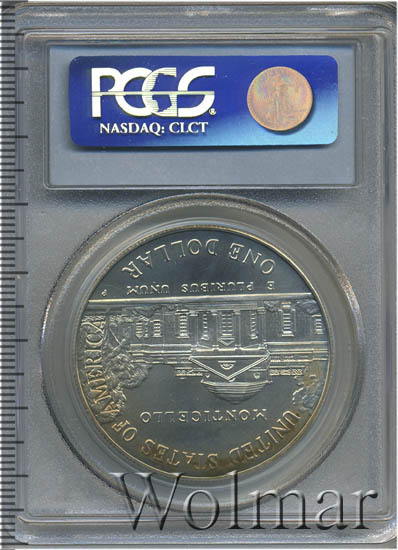 PCGS
NASDAQ: CLCT
ONE DOLLAR
E PLURIBUS UNUM
P
MONTICELLO
UNITED STATES OF AMERICA
Wolmar